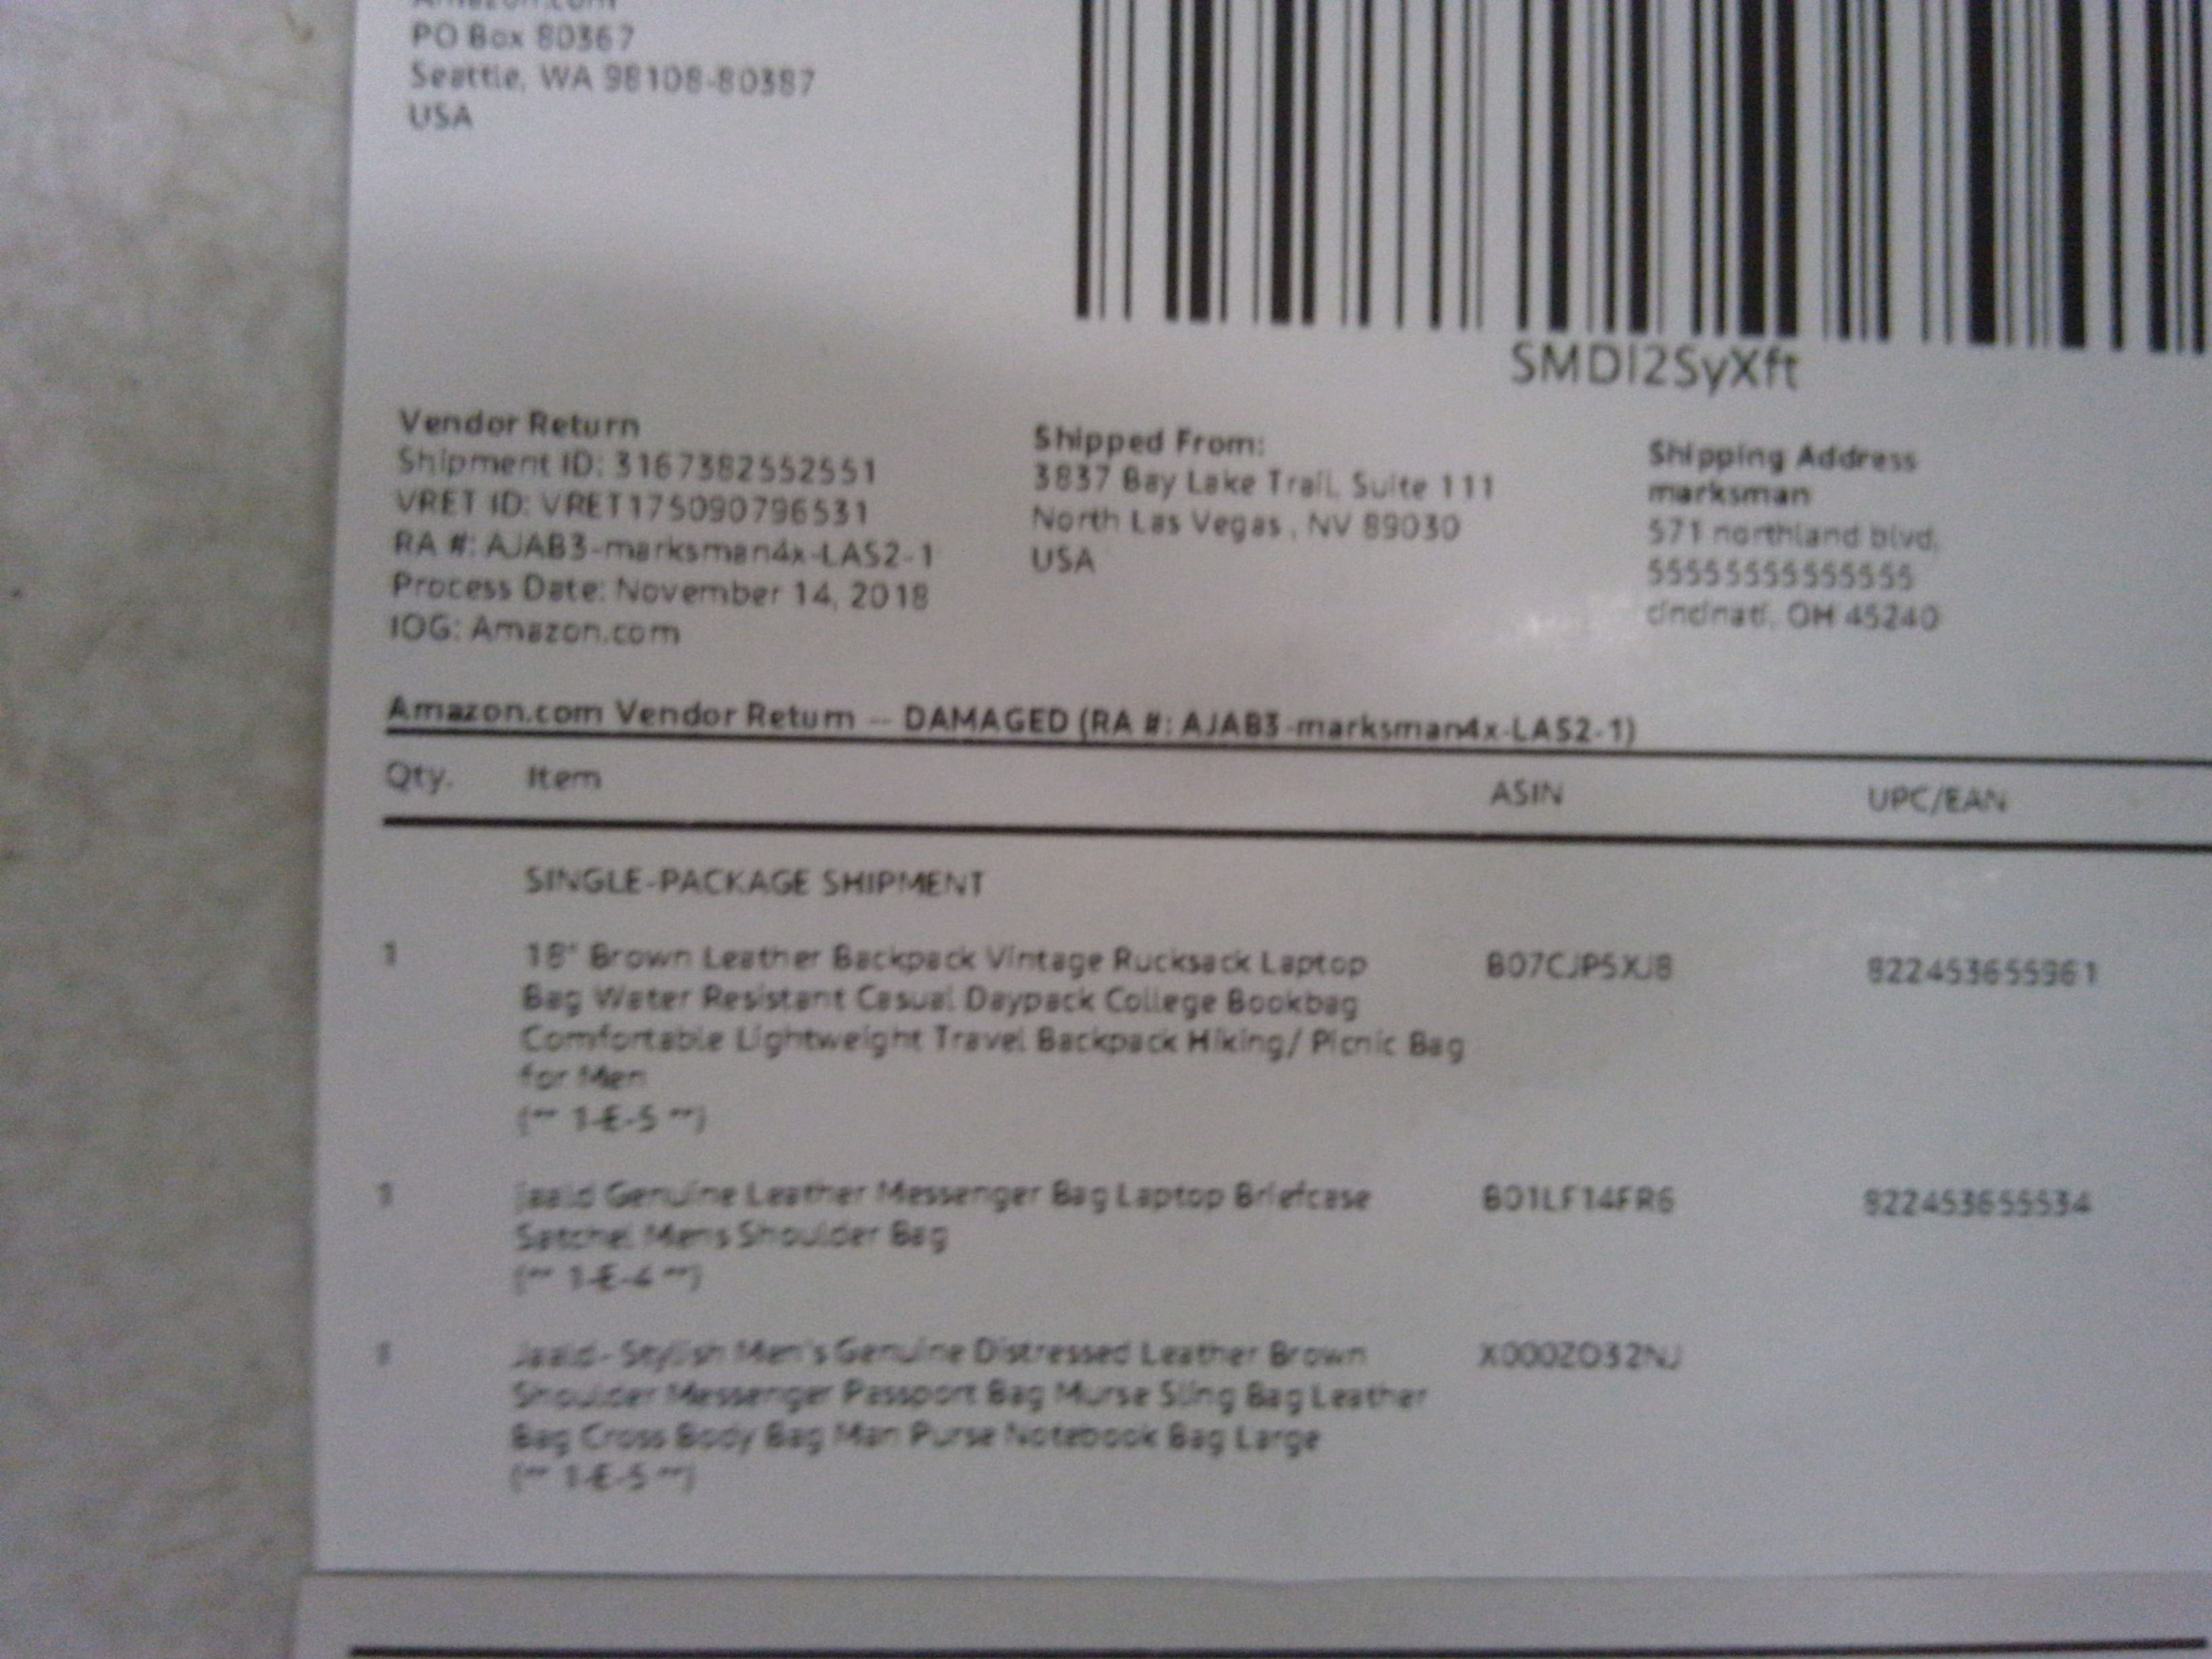 Amazon.com
PO Box 80387
Seattle, WA 98108-80387
USA
SMDI2SyXft
Vendor Return
Shipment ID: 3167382552551
VRET ID: VRET175090796531
RA #: AJAB3-marksman4x-LAS2-1
Process Date: November 14, 2018
IOG: Amazon.com
Shipped From:
3837 Bay Lake Trail, Suite 111
North Las Vegas , NV 89030
USA
Shipping Address
marksman
571 northland blvd,
55555555555555
cincinati, OH 45240
Amazon.com Vendor Return -- DAMAGED (RA #: AJAB3-marksman4x-LAS2-1)
Qty. Item ASIN UPC/EAN
SINGLE-PACKAGE SHIPMENT
1 18" Brown Leather Backpack Vintage Rucksack Laptop B07CJP5XJ8 822453655961
Bag Water Resistant Casual Daypack College Bookbag
Comfortable Lightweight Travel Backpack Hiking/ Picnic Bag
for Men
(** 1-E-5 **)
1 Jaald Genuine Leather Messenger Bag Laptop Briefcase B01LF14FR6 822453655534
Satchel Mens Shoulder Bag
(** 1-E-4 **)
1 Jaald- Stylish Men's Genuine Distressed Leather Brown X000ZO32NJ
Shoulder Messenger Passport Bag Murse Sling Bag Leather
Bag Cross Body Bag Man Purse Notebook Bag Large
(** 1-E-5 **)